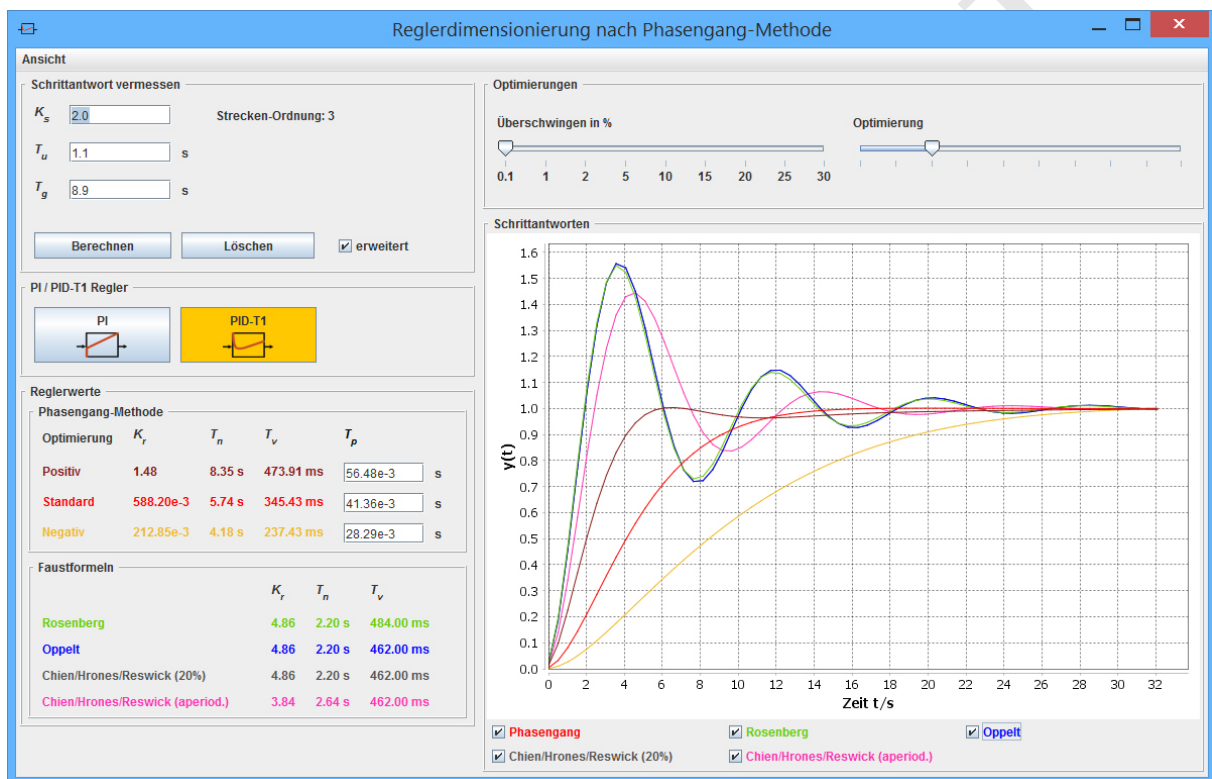 Reglerdimensionierung nach Phasengang-Methode
Ansicht
Schrittantwort vermessen
Ks 2.0 Strecken-Ordnung: 3
Tu 1.1 s
Tg 8.9 s
Berechnen Löschen erweitert
PI / PID-T1 Regler
PI PID-T1
Reglerwerte
Phasengang-Methode
Optimierung Kr Tn Tv Tp
Positiv 1.48 8.35 s 473.91 ms 56.48e-3 s
Standard 588.20e-3 5.74 s 345.43 ms 41.36e-3 s
Negativ 212.85e-3 4.18 s 237.43 ms 28.29e-3 s
Faustformeln
Kr Tn Tv
Rosenberg 4.86 2.20 s 484.00 ms
Oppelt 4.86 2.20 s 462.00 ms
Chien/Hrones/Reswick (20%) 4.86 2.20 s 462.00 ms
Chien/Hrones/Reswick (aperiod.) 3.84 2.64 s 462.00 ms
Optimierungen
Überschwingen in % Optimierung
0.1 1 2 5 10 15 20 25 30
Schrittantworten
1.6
1.5
1.4
1.3
1.2
1.1
1.0
0.9
0.8
0.7
0.6
0.5
0.4
0.3
0.2
0.1
0.0
y(t)
0 2 4 6 8 10 12 14 16 18 20 22 24 26 28 30 32
Zeit t/s
Phasengang Rosenberg Oppelt
Chien/Hrones/Reswick (20%) Chien/Hrones/Reswick (aperiod.)